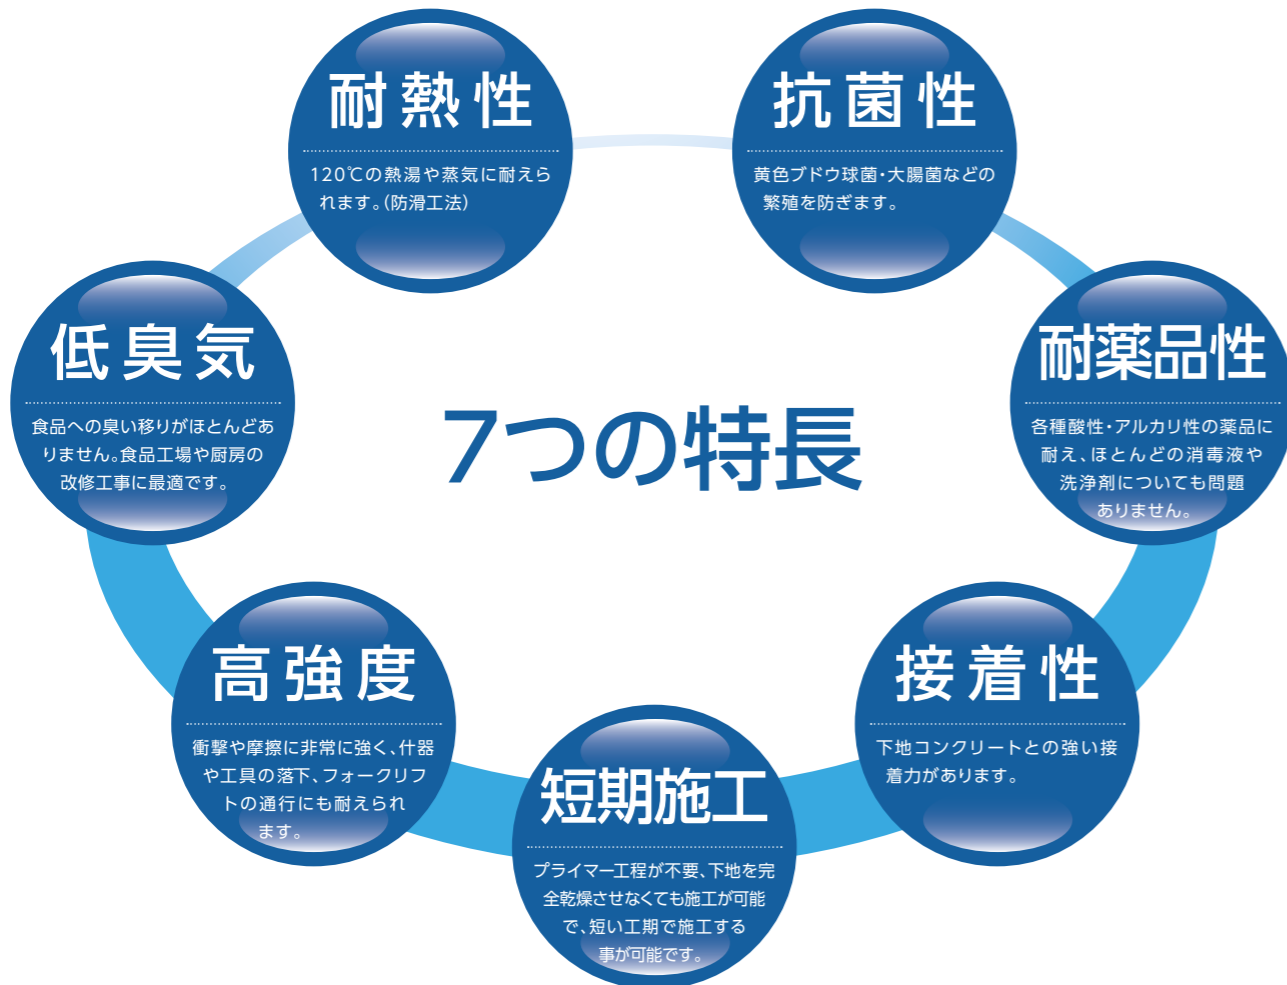 7つの特長
耐熱性
120℃の熱湯や蒸気に耐えら
れます。(防滑工法)
抗菌性
黄色ブドウ球菌・大腸菌などの
繁殖を防ぎます。
低臭気
食品への臭い移りがほとんどあ
りません。食品工場や厨房の
改修工事に最適です。
耐薬品性
各種酸性・アルカリ性の薬品に
耐え、ほとんどの消毒液や
洗浄剤についても問題
ありません。
高強度
衝撃や摩擦に非常に強く、什器
や工具の落下、フォークリフ
トの通行にも耐えられ
ます。
接着性
下地コンクリートとの強い接
着力があります。
短期施工
プライマー工程が不要、下地を完
全乾燥させなくても施工が可能
で、短い工期で施工する
事が可能です。